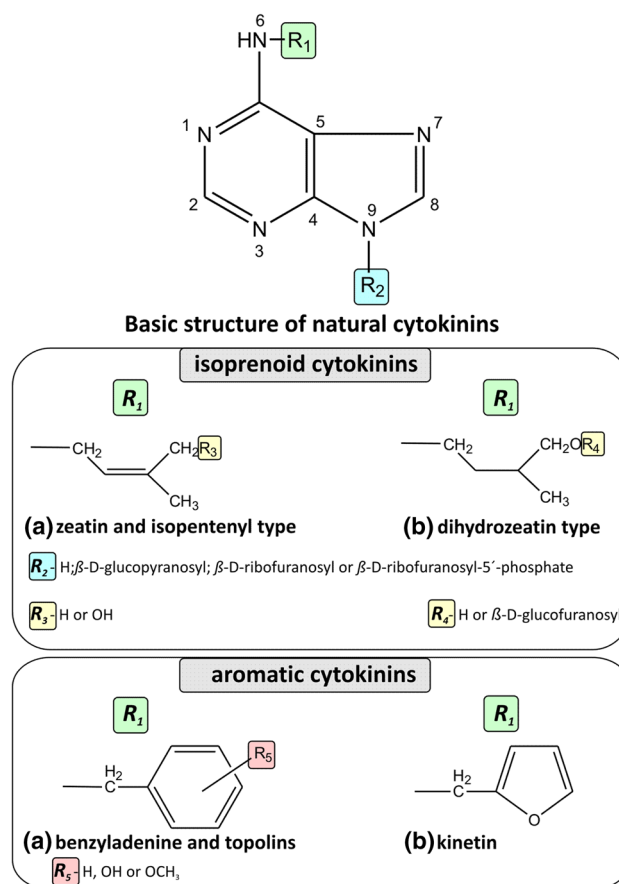 6
HN R₁
1 N 5 N 7
2 N 4 N 8
3 9
R₂
Basic structure of natural cytokinins
isoprenoid cytokinins
R₁ R₁
CH₂ CH₂R₃ CH₂ CH₂OR₄
CH₃ CH₃
(a) zeatin and isopentenyl type (b) dihydrozeatin type
R₂- H;ß-D-glucopyranosyl; ß-D-ribofuranosyl or ß-D-ribofuranosyl-5´-phosphate
R₃- H or OH R₄- H or ß-D-glucofuranosyl
aromatic cytokinins
R₁ R₁
H₂ R₅ H₂
C C O
(a) benzyladenine and topolins (b) kinetin
R₅- H, OH or OCH₃